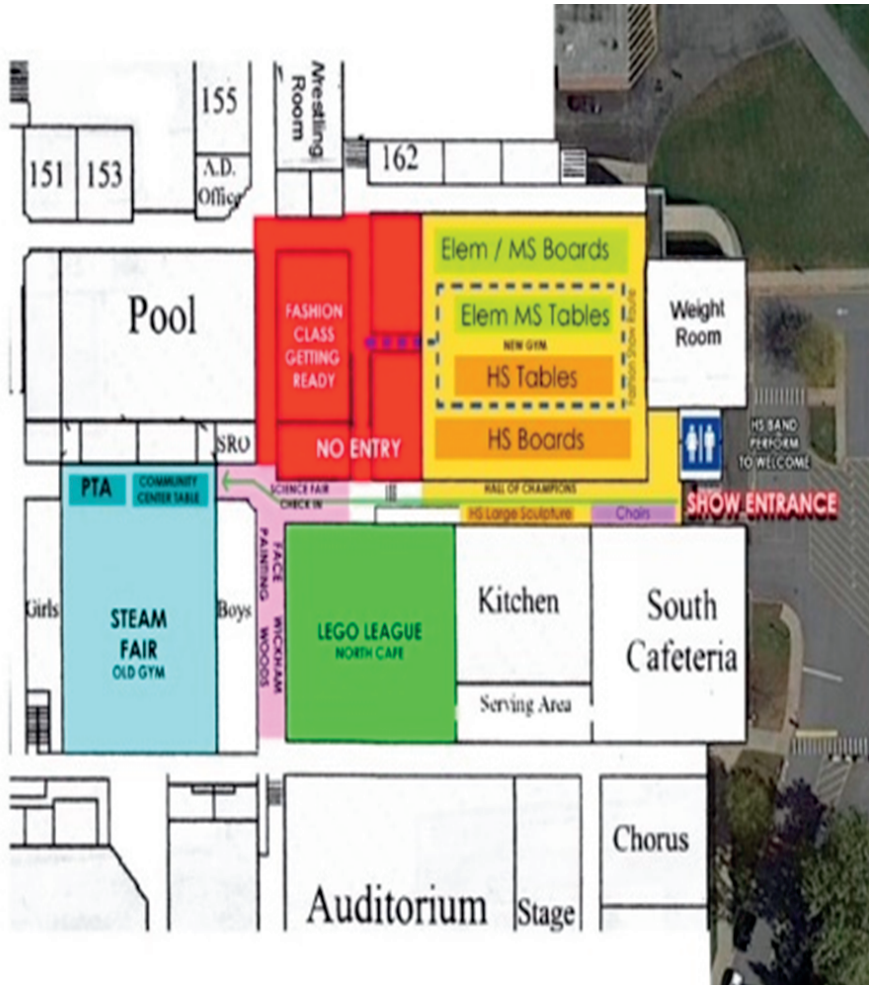 155
Wrestling
Room
162
151
153
A.D.
Office
Elem / MS Boards
Pool
FASHION
CLASS
GETTING
READY
Elem MS Tables
NEW GYM
HS Tables
Fashion Show Route
Weight
Room
HS Boards
NO ENTRY
SRO
HS BAND
PERFORM
TO WELCOME
PTA
COMMUNITY
CENTER TABLE
SCIENCE FAIR
CHECK IN
HALL OF CHAMPIONS
SHOW ENTRANCE
HS Large Sculpture
Chairs
Girls
STEAM
FAIR
OLD GYM
Boys
FACE
PAINTING
WICKHAM
WOODS
LEGO LEAGUE
NORTH CAFE
Kitchen
South
Cafeteria
Serving Area
Chorus
Auditorium
Stage